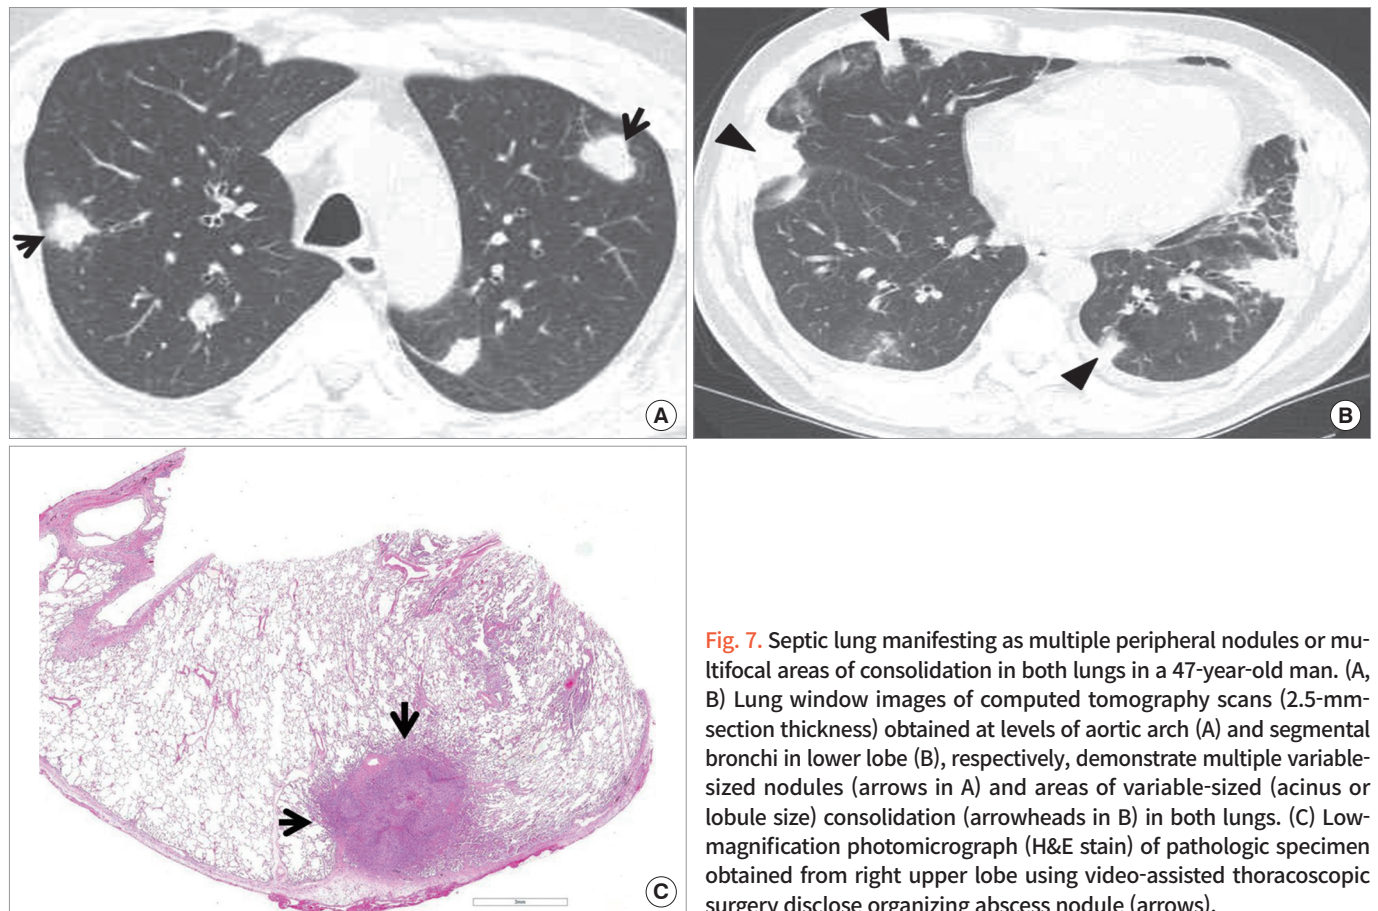 A
B
C
Fig. 7. Septic lung manifesting as multiple peripheral nodules or mu-
ltifocal areas of consolidation in both lungs in a 47-year-old man. (A,
B) Lung window images of computed tomography scans (2.5-mm-
section thickness) obtained at levels of aortic arch (A) and segmental
bronchi in lower lobe (B), respectively, demonstrate multiple variable-
sized nodules (arrows in A) and areas of variable-sized (acinus or
lobule size) consolidation (arrowheads in B) in both lungs. (C) Low-
magnification photomicrograph (H&E stain) of pathologic specimen
obtained from right upper lobe using video-assisted thoracoscopic
surgery disclose organizing abscess nodule (arrows).